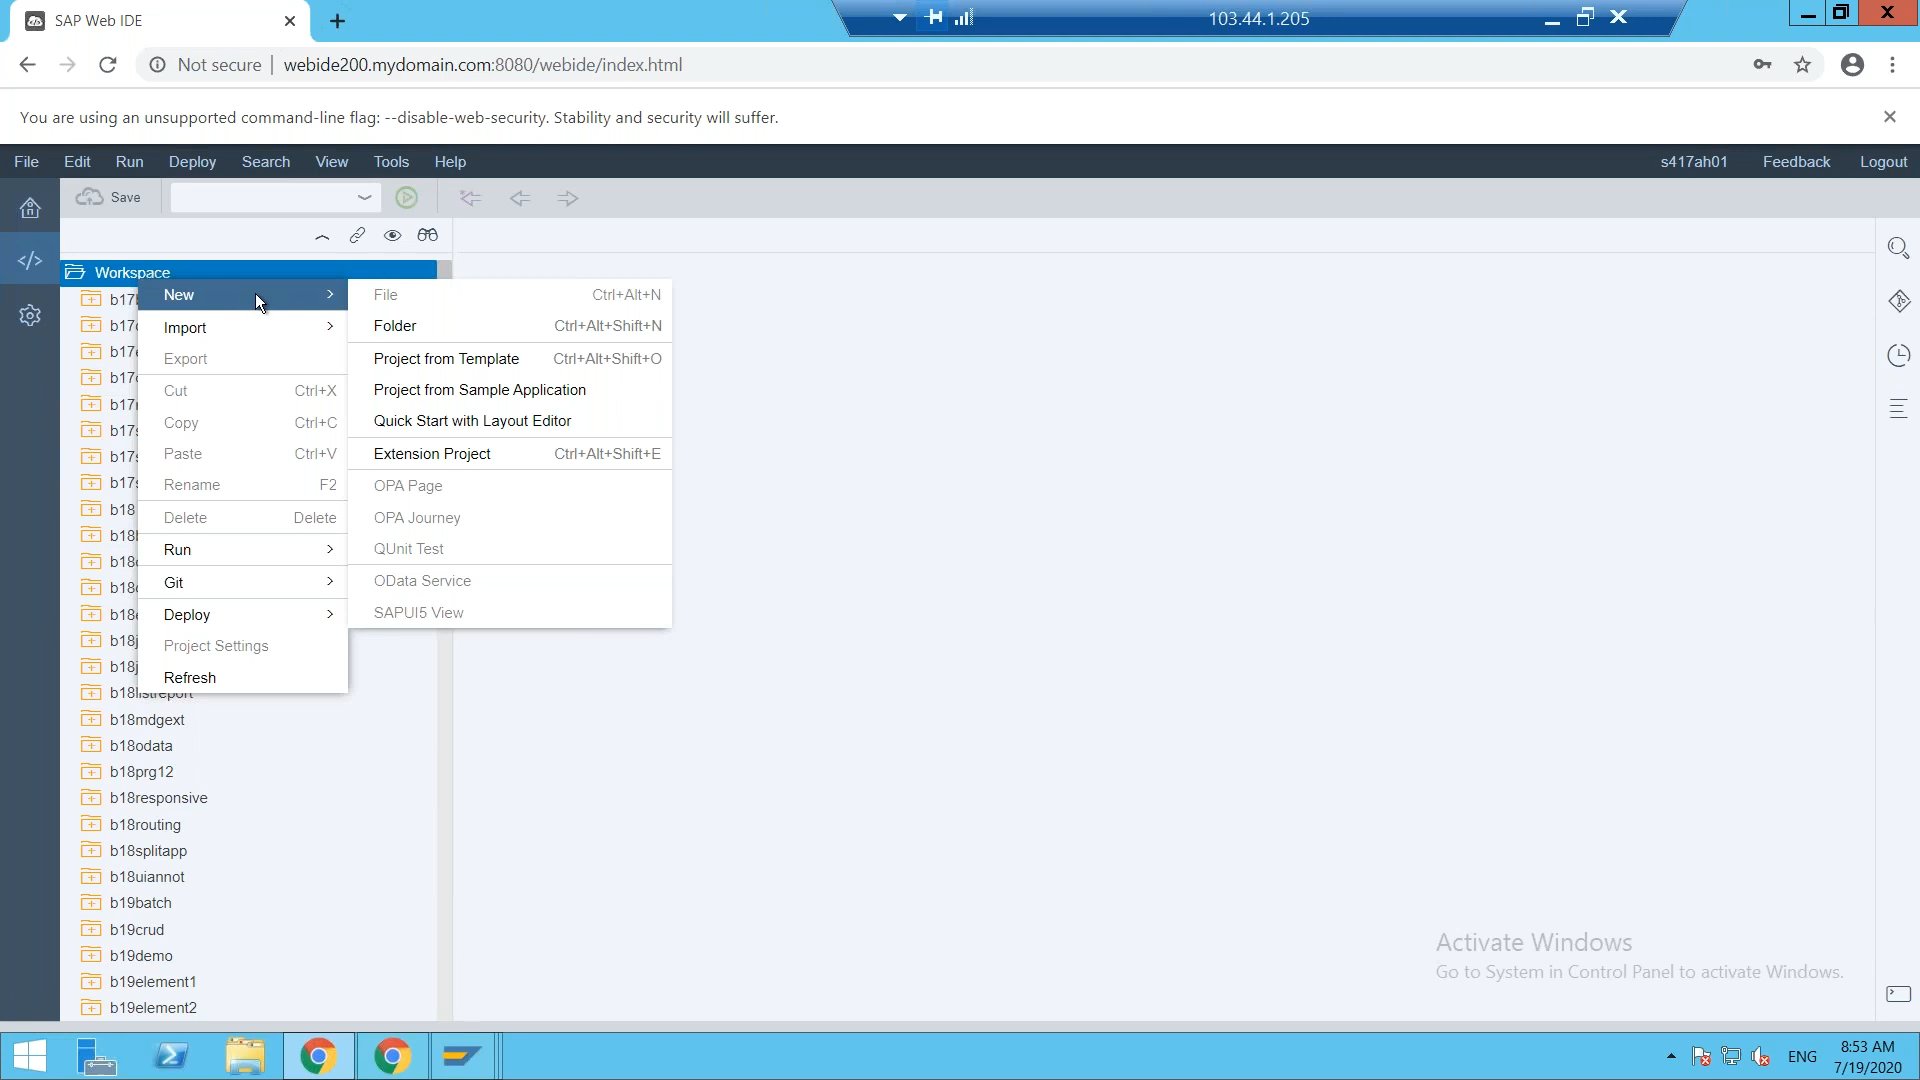 SAP Web IDE
103.44.1.205
Not secure
webide200.mydomain.com:8080/webide/index.html
You are using an unsupported command-line flag: --disable-web-security. Stability and security will suffer.
File Edit Run Deploy Search View Tools Help
s417ah01 Feedback Logout
Save
Workspace
New
Import
Export
Cut Ctrl+X
Copy Ctrl+C
Paste Ctrl+V
Rename F2
Delete Delete
Run
Git
Deploy
Project Settings
Refresh
File Ctrl+Alt+N
Folder Ctrl+Alt+Shift+N
Project from Template Ctrl+Alt+Shift+O
Project from Sample Application
Quick Start with Layout Editor
Extension Project Ctrl+Alt+Shift+E
OPA Page
OPA Journey
QUnit Test
OData Service
SAPUI5 View
b18listreport
b18mdgext
b18odata
b18prg12
b18responsive
b18routing
b18splitapp
b18uiannot
b19batch
b19crud
b19demo
b19element1
b19element2
Activate Windows
Go to System in Control Panel to activate Windows.
ENG
8:53 AM
7/19/2020